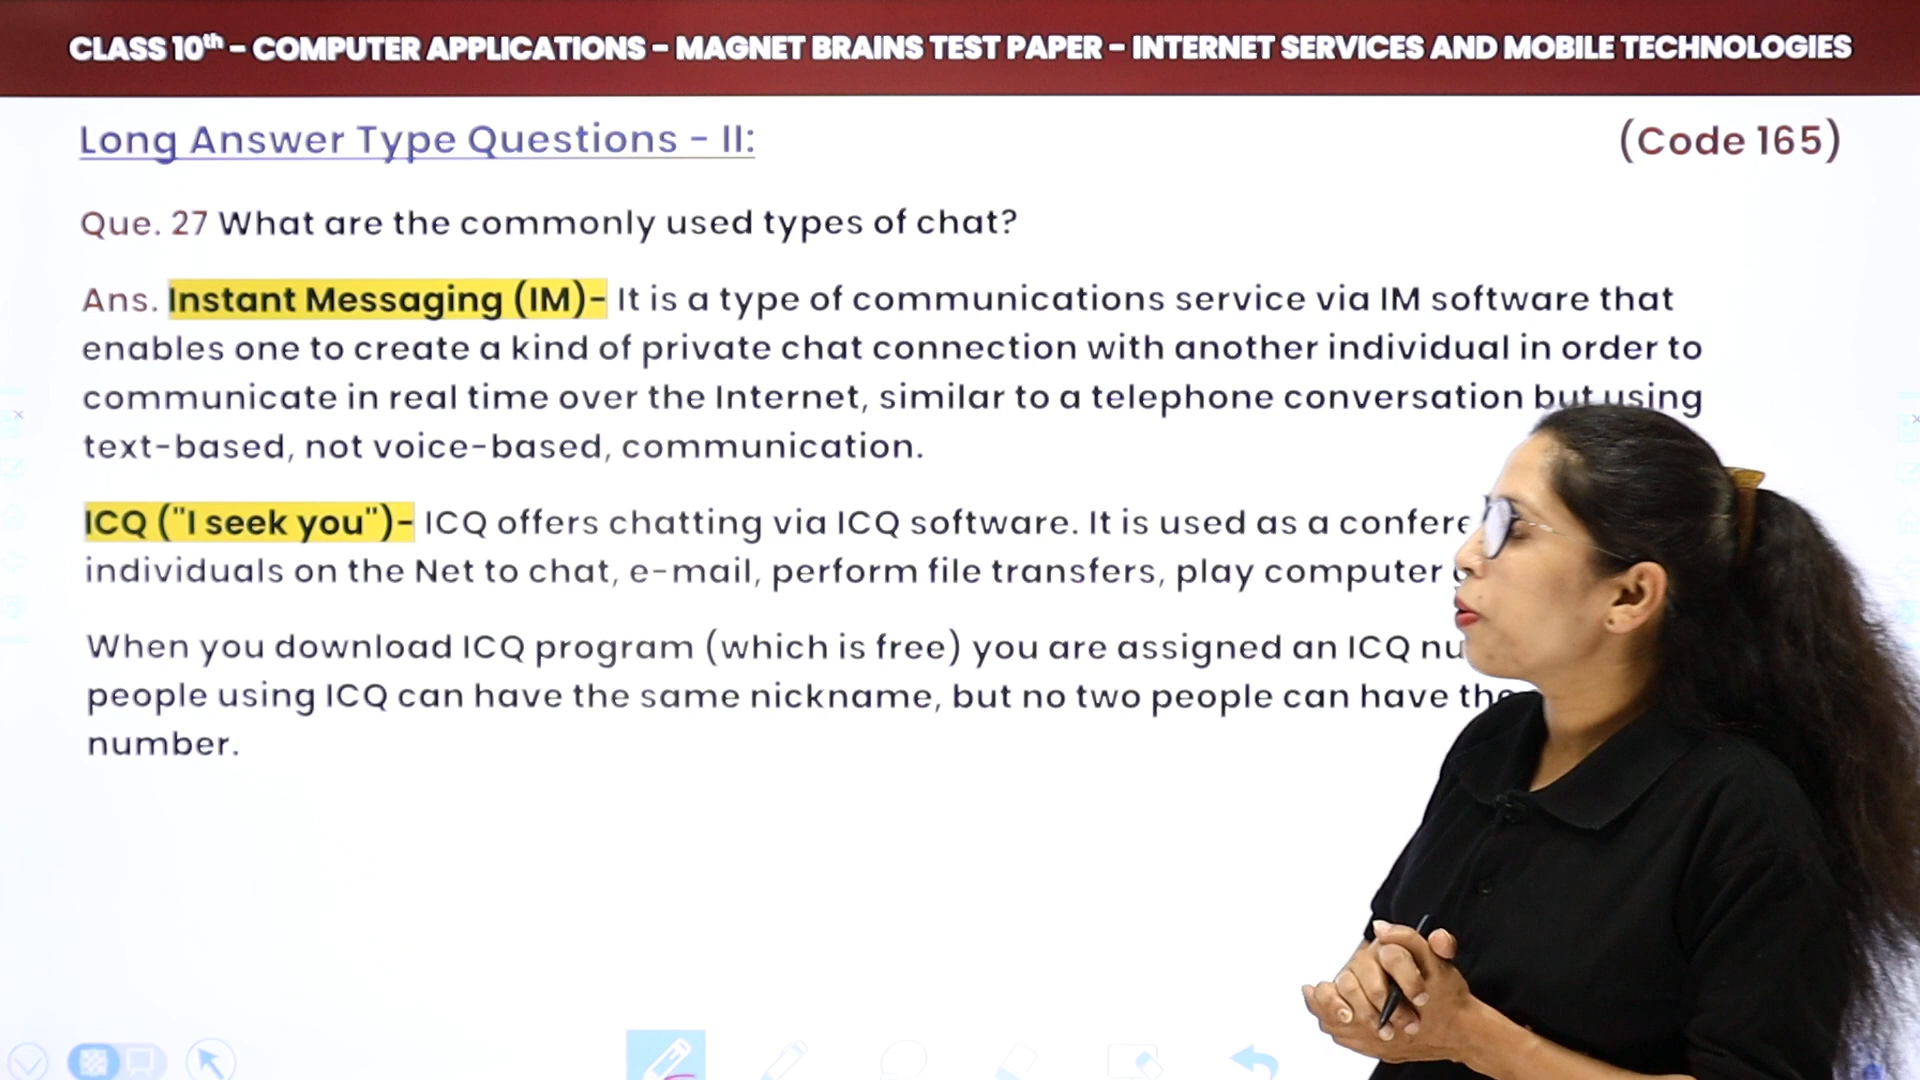 CLASS 10th - COMPUTER APPLICATIONS - MAGNET BRAINS TEST PAPER - INTERNET SERVICES AND MOBILE TECHNOLOGIES
Long Answer Type Questions - II:
(Code 165)
Que. 27 What are the commonly used types of chat?
Ans. Instant Messaging (IM)- It is a type of communications service via IM software that
enables one to create a kind of private chat connection with another individual in order to
communicate in real time over the Internet, similar to a telephone conversation but using
text-based, not voice-based, communication.
ICQ ("I seek you")- ICQ offers chatting via ICQ software. It is used as a
individuals on the Net to chat, e-mail, perform file transfers, play computer
When you download ICQ program (which is free) you are assigned an ICQ
people using ICQ can have the same nickname, but no two people can have
number.